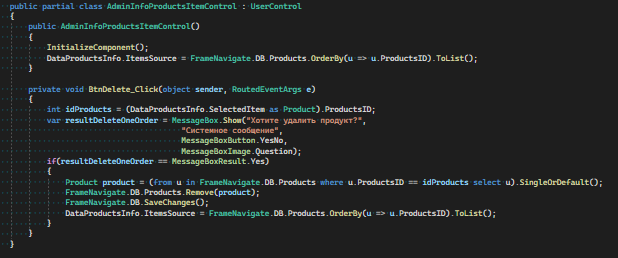 public partial class AdminInfoProductsItemControl : UserControl
{
public AdminInfoProductsItemControl()
{
InitializeComponent();
DataProductsInfo.ItemsSource = FrameNavigate.DB.Products.OrderBy(u => u.ProductsID).ToList();
}
private void BtnDelete_Click(object sender, RoutedEventArgs e)
{
int idProducts = (DataProductsInfo.SelectedItem as Product).ProductsID;
var resultDeleteOneOrder = MessageBox.Show("Хотите удалить продукт?",
"Системное сообщение",
MessageBoxButton.YesNo,
MessageBoxImage.Question);
if(resultDeleteOneOrder == MessageBoxResult.Yes)
{
Product product = (from u in FrameNavigate.DB.Products where u.ProductsID == idProducts select u).SingleOrDefault();
FrameNavigate.DB.Products.Remove(product);
FrameNavigate.DB.SaveChanges();
DataProductsInfo.ItemsSource = FrameNavigate.DB.Products.OrderBy(u => u.ProductsID).ToList();
}
}
}